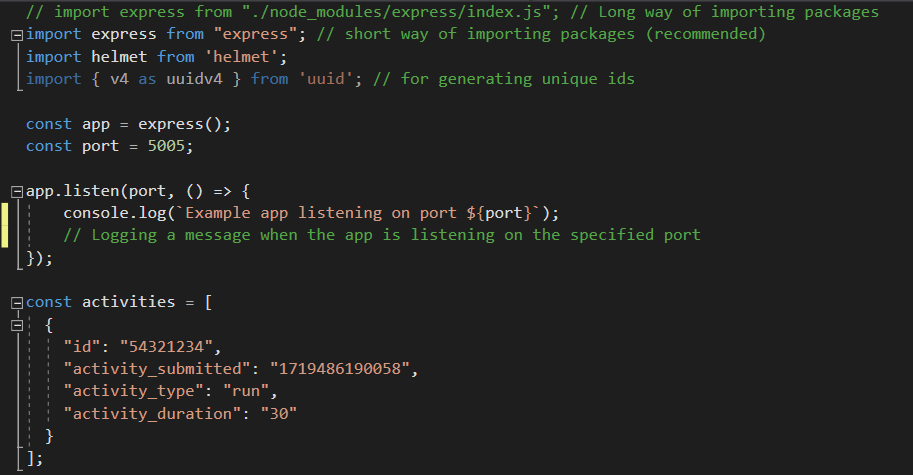 // import express from "./node_modules/express/index.js"; // Long way of importing packages
import express from "express"; // short way of importing packages (recommended)
import helmet from 'helmet';
import { v4 as uuidv4 } from 'uuid'; // for generating unique ids
const app = express();
const port = 5005;
app.listen(port, () => {
console.log(`Example app listening on port ${port}`);
// Logging a message when the app is listening on the specified port
});
const activities = [
{
"id": "54321234",
"activity_submitted": "1719486190058",
"activity_type": "run",
"activity_duration": "30"
}
];